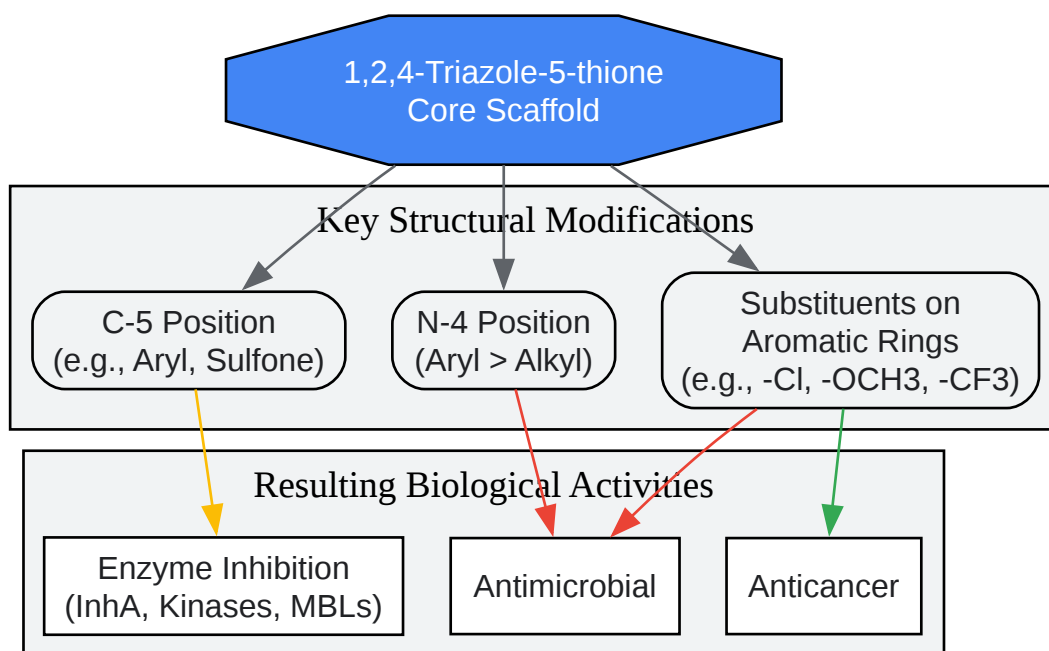 1,2,4-Triazole-5-thione
Core Scaffold
Key Structural Modifications
C-5 Position
(e.g., Aryl, Sulfone)
N-4 Position
(Aryl > Alkyl)
Substituents on
Aromatic Rings
(e.g., -Cl, -OCH3, -CF3)
Resulting Biological Activities
Enzyme Inhibition
(InhA, Kinases, MBLs)
Antimicrobial
Anticancer